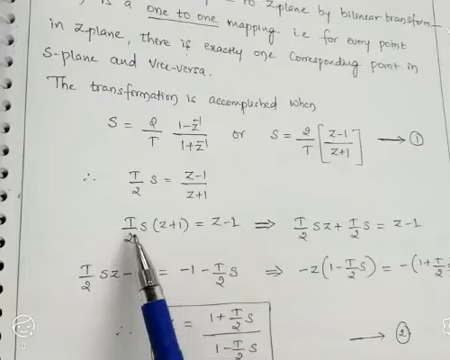 is a one to one mapping. i.e for every point
in z plane, there is exactly one corresponding point in
S-plane and vice-versa.
The transformation is accomplished when
S = 2/T (1-z^-1)/(1+z^-1) or S = 2/T [(z-1)/(z+1)] → ①
∴ T/2 S = (z-1)/(z+1)
T/2 S (z+1) = z-1 ⇒ T/2 Sz + T/2 S = z-1
T/2 Sz - = -1 - T/2 S ⇒ -z(1 - T/2 S) = -(1 + T/2 S
∴ = (1 + T/2 S)/(1 - T/2 S) → ②